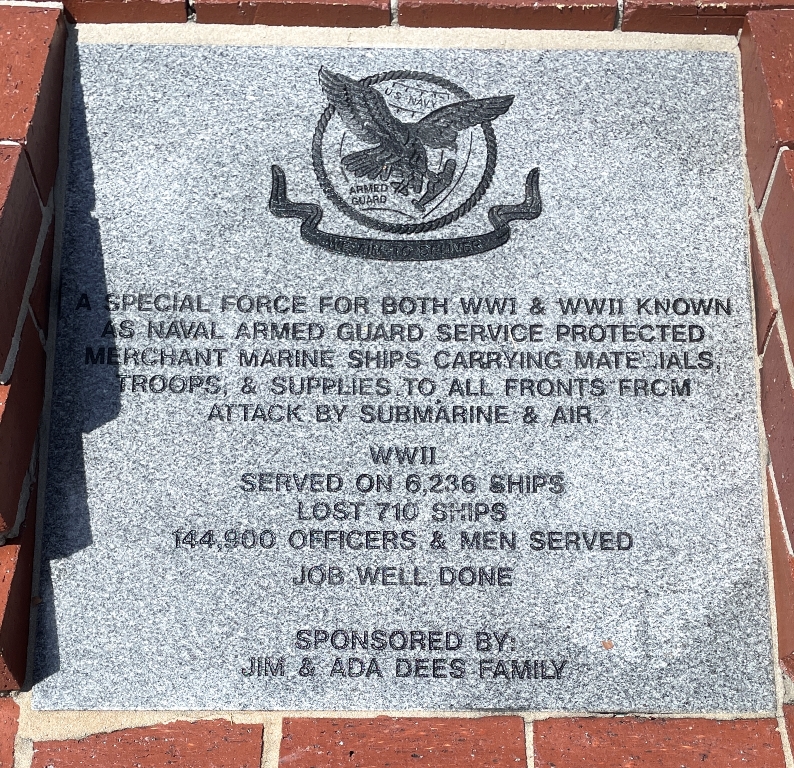 U.S. NAVY
ARMED
GUARD
A SPECIAL FORCE FOR BOTH WWI & WWII KNOWN
AS NAVAL ARMED GUARD SERVICE PROTECTED
MERCHANT MARINE SHIPS CARRYING MATERIALS,
TROOPS, & SUPPLIES TO ALL FRONTS FROM
ATTACK BY SUBMARINE & AIR.
WWII
SERVED ON 6,236 SHIPS
LOST 710 SHIPS
144,900 OFFICERS & MEN SERVED
JOB WELL DONE
SPONSORED BY:
JIM & ADA DEES FAMILY